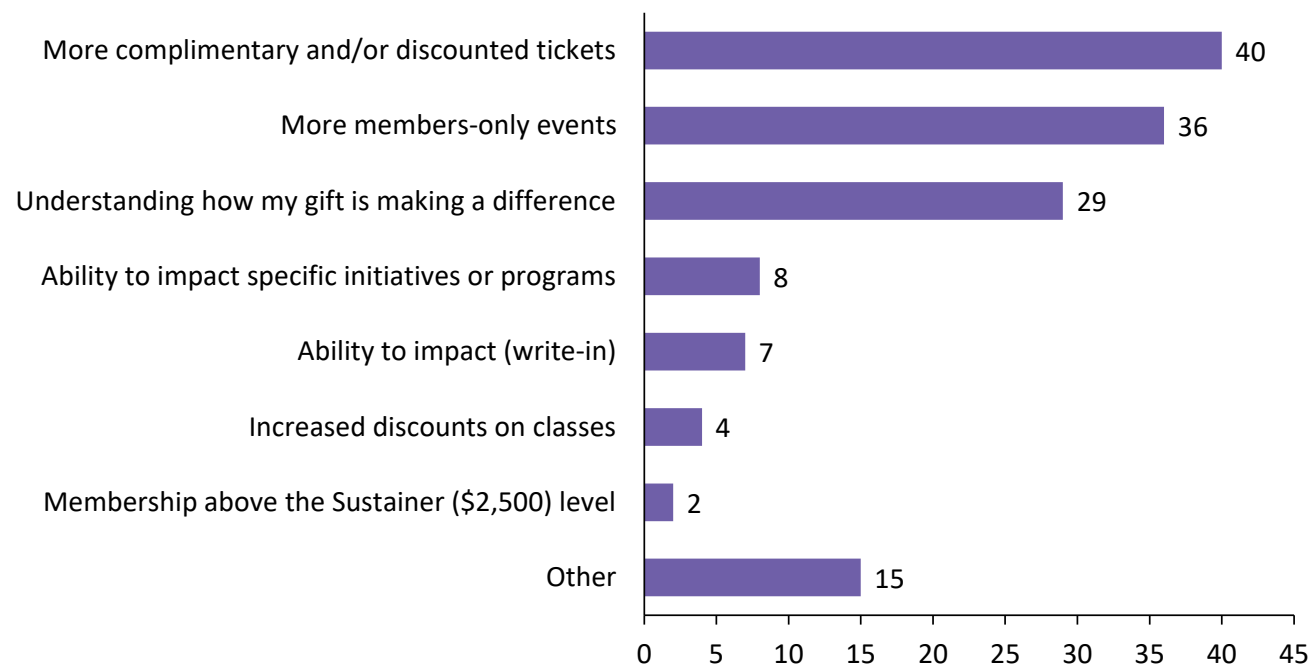 More complimentary and/or discounted tickets 40
More members-only events 36
Understanding how my gift is making a difference 29
Ability to impact specific initiatives or programs 8
Ability to impact (write-in) 7
Increased discounts on classes 4
Membership above the Sustainer ($2,500) level 2
Other 15
0 5 10 15 20 25 30 35 40 45